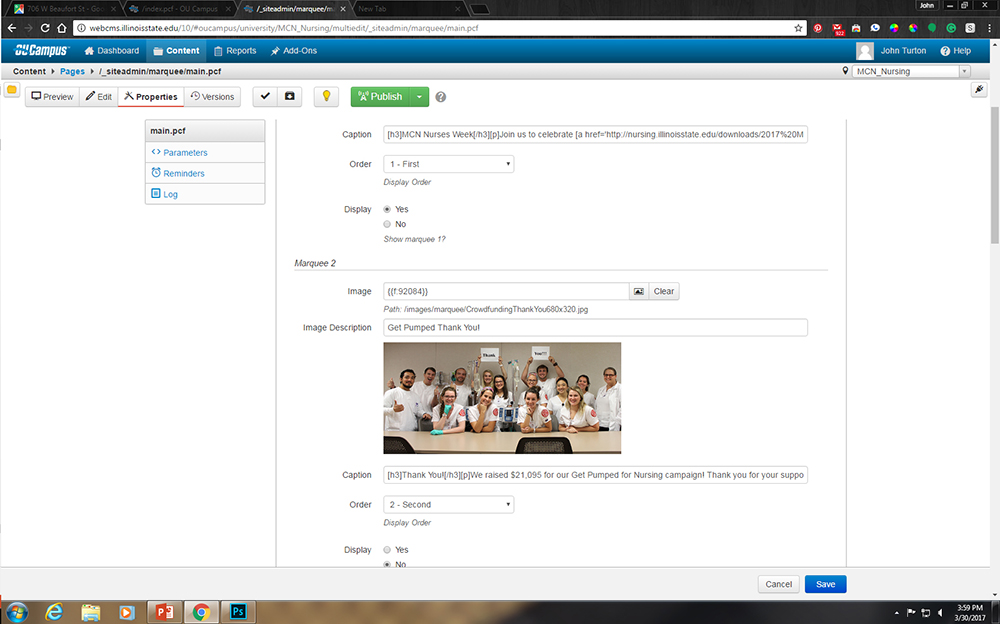 706 W Beaufort St - Go
/index.pcf - OU Campus
/_siteadmin/marquee/m
New Tab
John
webcms.illinoisstate.edu/10/#oucampus/university/MCN_Nursing/multiedit/_siteadmin/marquee/main.pcf
922
S
G
OU Campus
Dashboard
Content
Reports
Add-Ons
John Turton
Help
Content
Pages
/_siteadmin/marquee/main.pcf
MCN_Nursing
Preview
Edit
Properties
Versions
Publish
main.pcf
Parameters
Reminders
Log
Caption
[h3]MCN Nurses Week[/h3][p]Join us to celebrate [a href='http://nursing.illinoisstate.edu/downloads/2017%20M
Order
1 - First
Display Order
Display
Yes
No
Show marquee 1?
Marquee 2
Image
{{f:92084}}
Clear
Path: /images/marquee/CrowdfundingThankYou680x320.jpg
Image Description
Get Pumped Thank You!
Thank
You!!!
Caption
[h3]Thank You![/h3][p]We raised $21,095 for our Get Pumped for Nursing campaign! Thank you for your suppo
Order
2 - Second
Display Order
Display
Yes
No
Cancel
Save
Ps
3:59 PM
3/30/2017